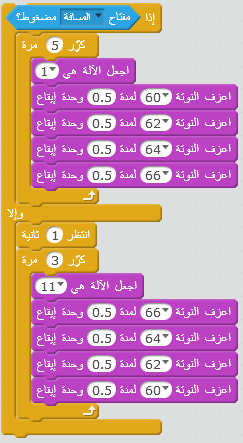 إذا مفتاح المسافة مضغوط؟
كرّر 5 مرة
اجعل الآلة هي 1
اعزف النوتة 60 لمدة 0.5 وحدة إيقاع
اعزف النوتة 62 لمدة 0.5 وحدة إيقاع
اعزف النوتة 64 لمدة 0.5 وحدة إيقاع
اعزف النوتة 66 لمدة 0.5 وحدة إيقاع
وإلا
انتظر 1 ثانية
كرّر 3 مرة
اجعل الآلة هي 11
اعزف النوتة 66 لمدة 0.5 وحدة إيقاع
اعزف النوتة 64 لمدة 0.5 وحدة إيقاع
اعزف النوتة 62 لمدة 0.5 وحدة إيقاع
اعزف النوتة 60 لمدة 0.5 وحدة إيقاع